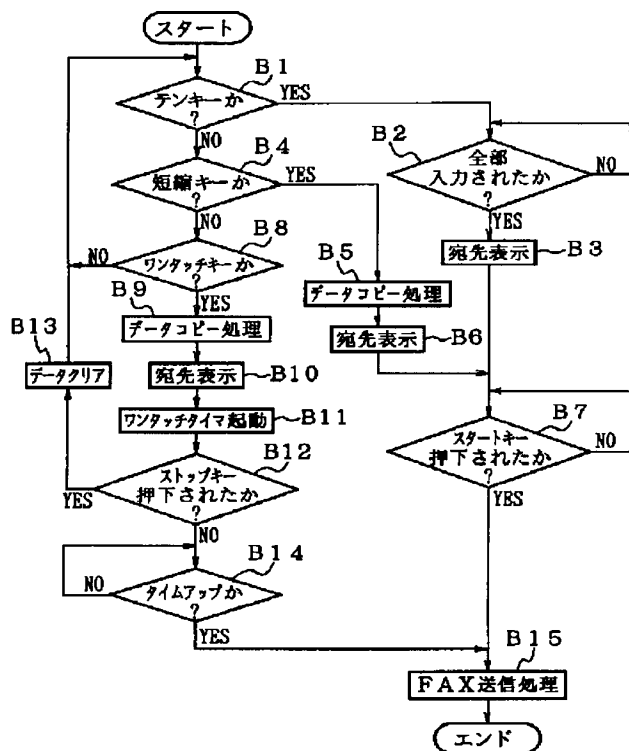 スタート
B1
テンキーか
?
YES
NO
B4
短縮キーか
?
YES
NO
B8
ワンタッチキーか
?
NO
YES
B9
データコピー処理
宛先表示
B10
ワンタッチタイマ起動
B11
B12
ストップキー
押下されたか
?
YES
NO
B13
データクリア
B14
タイムアップか
?
NO
YES
B5
データコピー処理
宛先表示
B6
B2
全部
入力されたか
?
NO
YES
宛先表示
B3
B7
スタートキー
押下されたか
?
NO
YES
B15
FAX送信処理
エンド